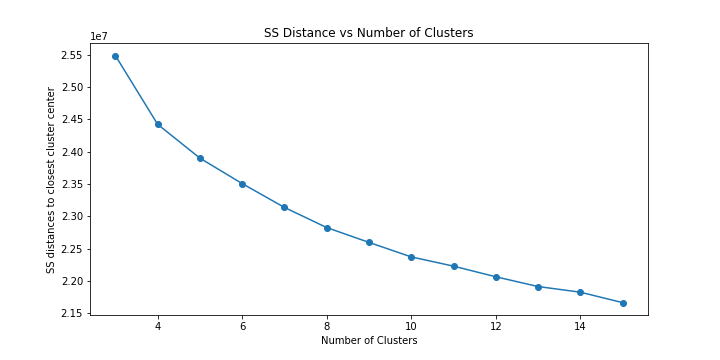 SS Distance vs Number of Clusters
1e7
2.55
2.50
2.45
2.40
2.35
2.30
2.25
2.20
2.15
SS distances to closest cluster center
4 6 8 10 12 14
Number of Clusters